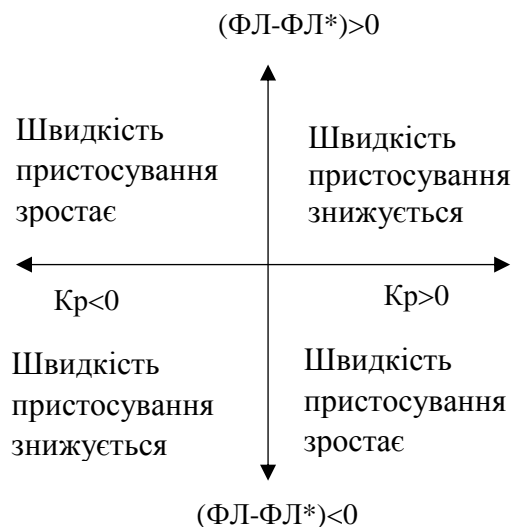 (ФЛ-ФЛ*)>0
Швидкість
пристосування
зростає
Швидкість
пристосування
знижується
Кр<0
Кр>0
Швидкість
пристосування
знижується
Швидкість
пристосування
зростає
(ФЛ-ФЛ*)<0